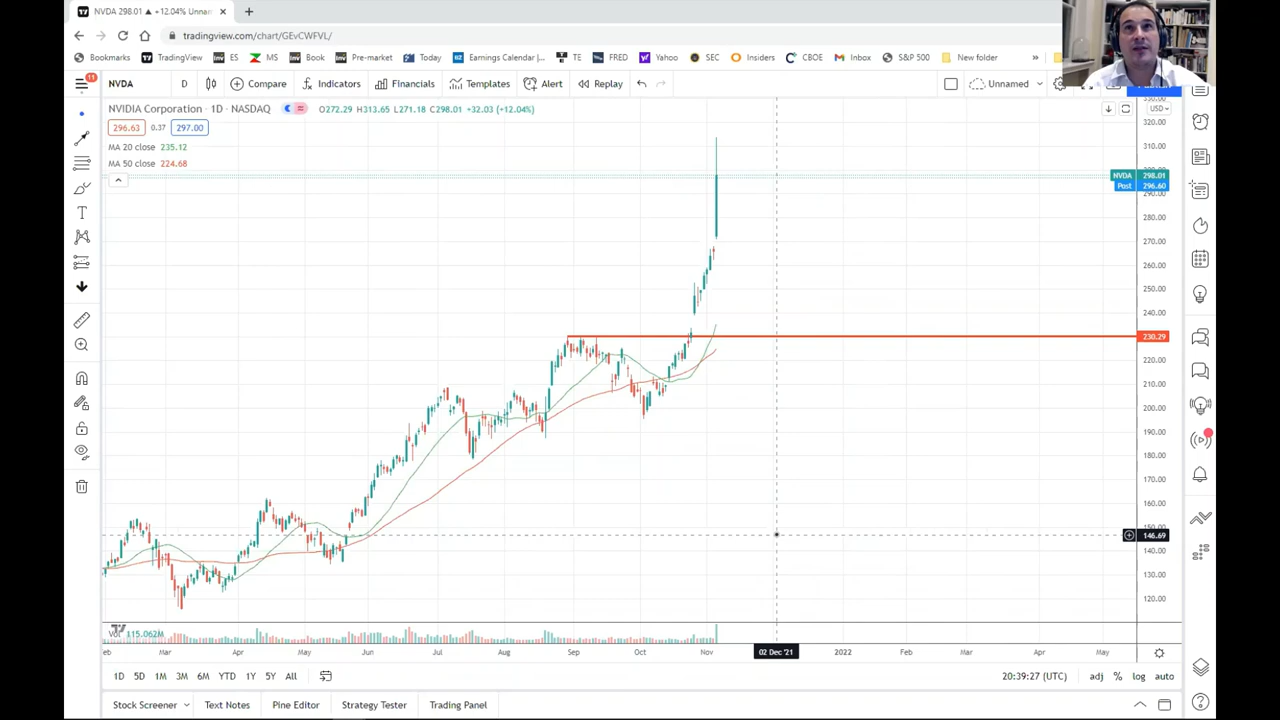 NVDA 298.01 ▲ +12.04% Unnar
tradingview.com/chart/GEvCWFVL/
Bookmarks TradingView ES MS Book Pre-market Today Earnings Calendar |... TE FRED Yahoo SEC Insiders CBOE Inbox S&P 500 New folder »
11
NVDA D Compare Indicators Financials Templates Alert Replay Unnamed
NVIDIA Corporation · 1D · NASDAQ O272.29 H313.65 L271.18 C298.01 +32.03 (+12.04%)
USD
296.63 0.37 297.00
MA 20 close 235.12
MA 50 close 224.68
330.00
320.00
310.00
300.00
NVDA 298.01
Post 296.60
290.00
280.00
270.00
260.00
250.00
240.00
230.29
220.00
210.00
200.00
190.00
180.00
170.00
160.00
150.00
146.69
140.00
130.00
120.00
Vol 115.062M
Feb Mar Apr May Jun Jul Aug Sep Oct Nov 02 Dec '21 2022 Feb Mar Apr May
1D 5D 1M 3M 6M YTD 1Y 5Y All 20:39:27 (UTC) adj % log auto
Stock Screener Text Notes Pine Editor Strategy Tester Trading Panel